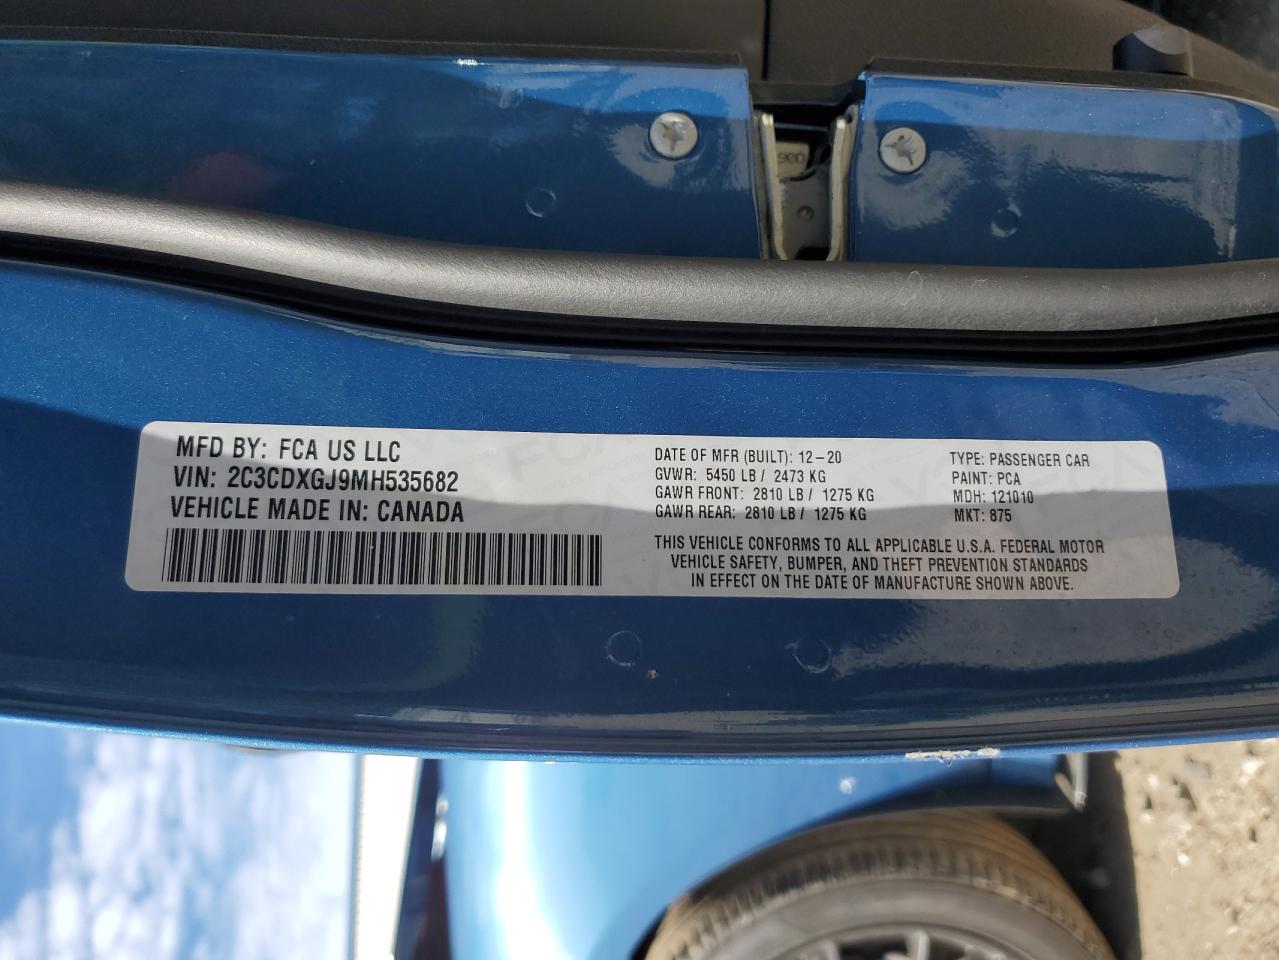 MFD BY: FCA US LLC
VIN: 2C3CDXGJ9MH535682
VEHICLE MADE IN: CANADA
DATE OF MFR (BUILT): 12-20
GVWR: 5450 LB / 2473 KG
GAWR FRONT: 2810 LB / 1275 KG
GAWR REAR: 2810 LB / 1275 KG
TYPE: PASSENGER CAR
PAINT: PCA
MDH: 121010
MKT: 875
THIS VEHICLE CONFORMS TO ALL APPLICABLE U.S.A. FEDERAL MOTOR
VEHICLE SAFETY, BUMPER, AND THEFT PREVENTION STANDARDS
IN EFFECT ON THE DATE OF MANUFACTURE SHOWN ABOVE.